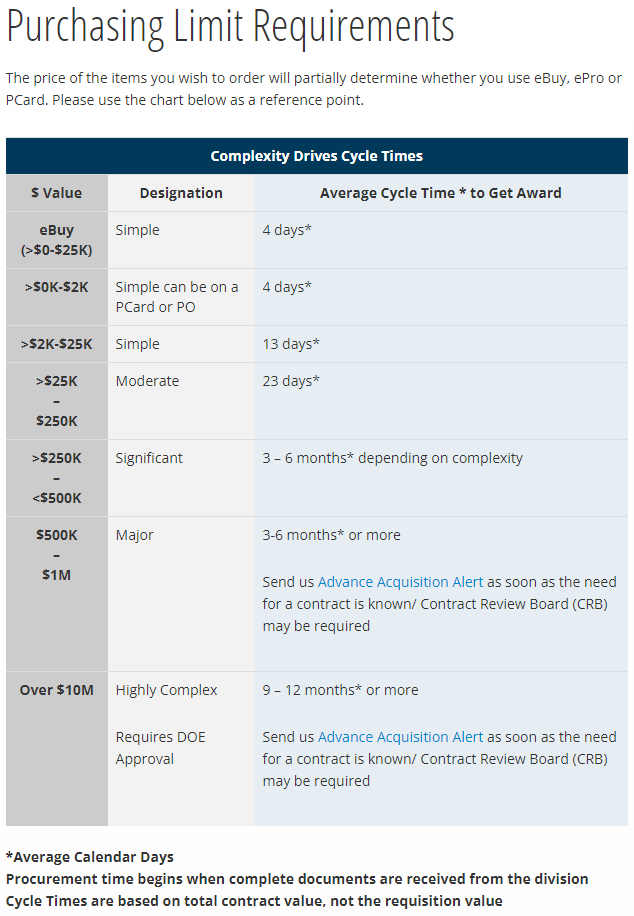 Purchasing Limit Requirements
The price of the items you wish to order will partially determine whether you use eBuy, ePro or
PCard. Please use the chart below as a reference point.
Complexity Drives Cycle Times
$ Value Designation Average Cycle Time * to Get Award
eBuy Simple 4 days*
(>$0-$25K)
>$0K-$2K Simple can be on a 4 days*
PCard or PO
>$2K-$25K Simple 13 days*
>$25K Moderate 23 days*
–
$250K
>$250K Significant 3 – 6 months* depending on complexity
–
<$500K
$500K Major 3-6 months* or more
–
$1M
Send us Advance Acquisition Alert as soon as the need
for a contract is known/ Contract Review Board (CRB)
may be required
Over $10M Highly Complex 9 – 12 months* or more
Requires DOE Send us Advance Acquisition Alert as soon as the need
Approval for a contract is known/ Contract Review Board (CRB)
may be required
*Average Calendar Days
Procurement time begins when complete documents are received from the division
Cycle Times are based on total contract value, not the requisition value